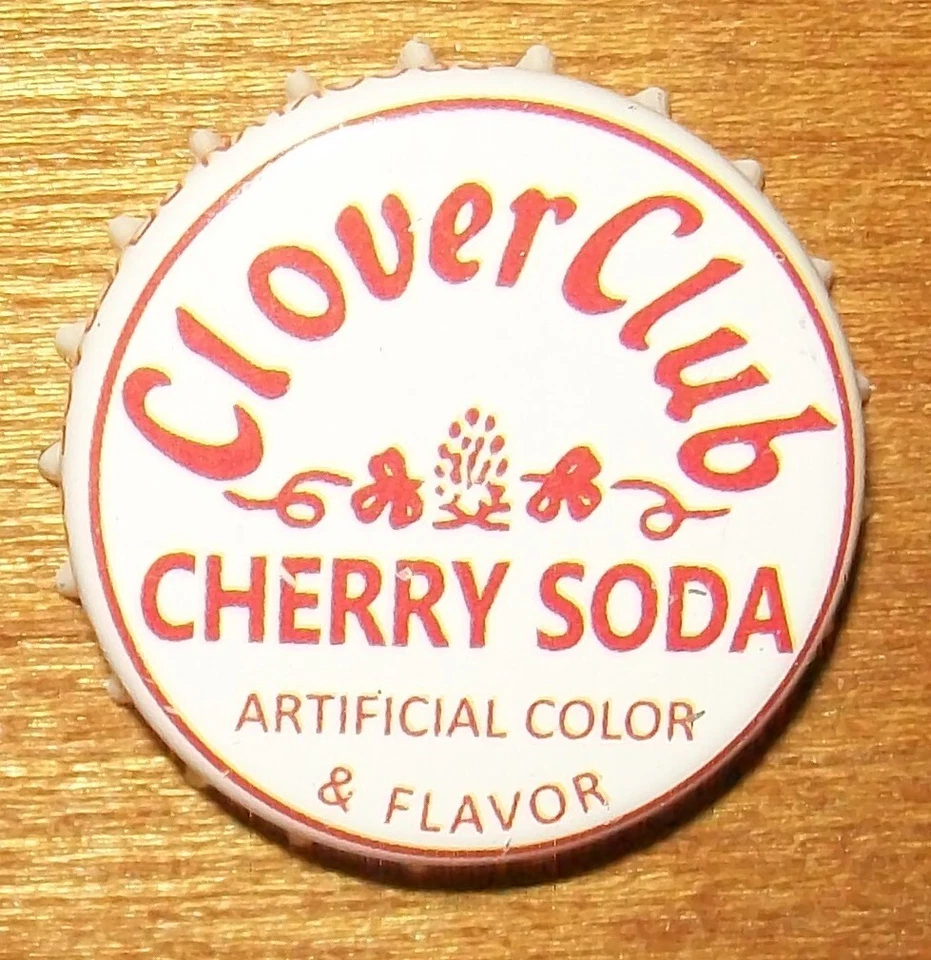 Clover Club
CHERRY SODA
ARTIFICIAL COLOR
& FLAVOR